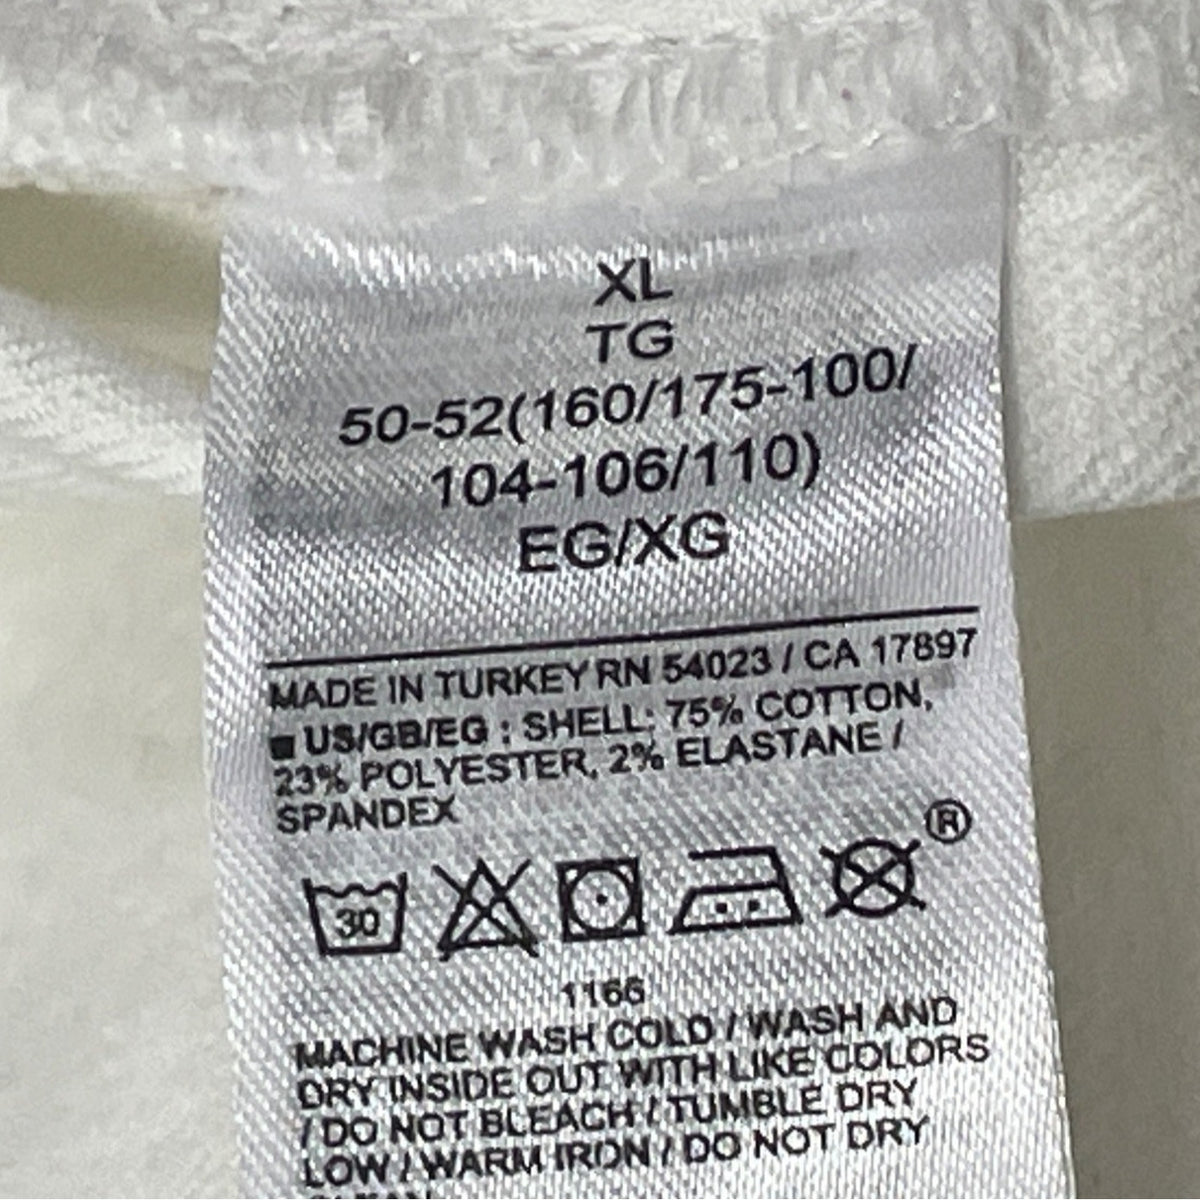 XL
TG
50-52(160/175-100/
104-106/110)
EG/XG
MADE IN TURKEY RN 54023 / CA 17897
■ US/GB/EG : SHELL: 75% COTTON,
23% POLYESTER, 2% ELASTANE /
SPANDEX
®
30
1166
MACHINE WASH COLD / WASH AND
DRY INSIDE OUT WITH LIKE COLORS
/ DO NOT BLEACH / TUMBLE DRY
LOW / WARM IRON / DO NOT DRY